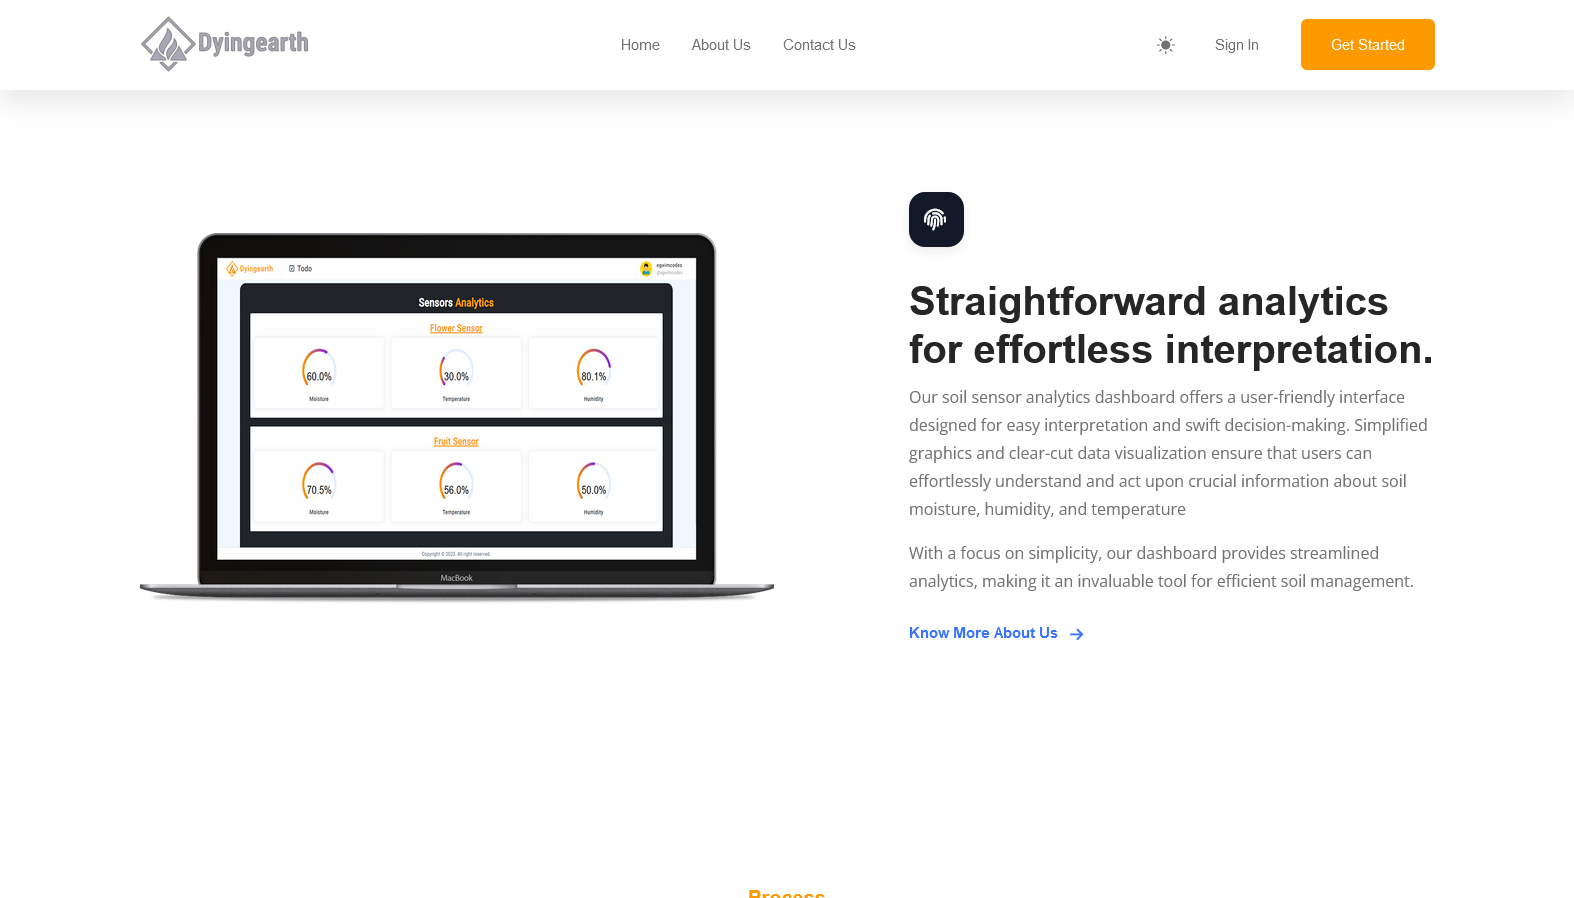 Dyingearth
Home
About Us
Contact Us
Sign In
Get Started
Dyingearth
Todo
egwimcodes
@egwimcodes
Sensors Analytics
Flower Sensor
60.0%
30.0%
80.1%
Moisture
Temperature
Humidity
Fruit Sensor
70.5%
56.0%
50.0%
Moisture
Temperature
Humidity
Copyright © 2023. All right reserved.
MacBook
Straightforward analytics
for effortless interpretation.
Our soil sensor analytics dashboard offers a user-friendly interface
designed for easy interpretation and swift decision-making. Simplified
graphics and clear-cut data visualization ensure that users can
effortlessly understand and act upon crucial information about soil
moisture, humidity, and temperature
With a focus on simplicity, our dashboard provides streamlined
analytics, making it an invaluable tool for efficient soil management.
Know More About Us
Process